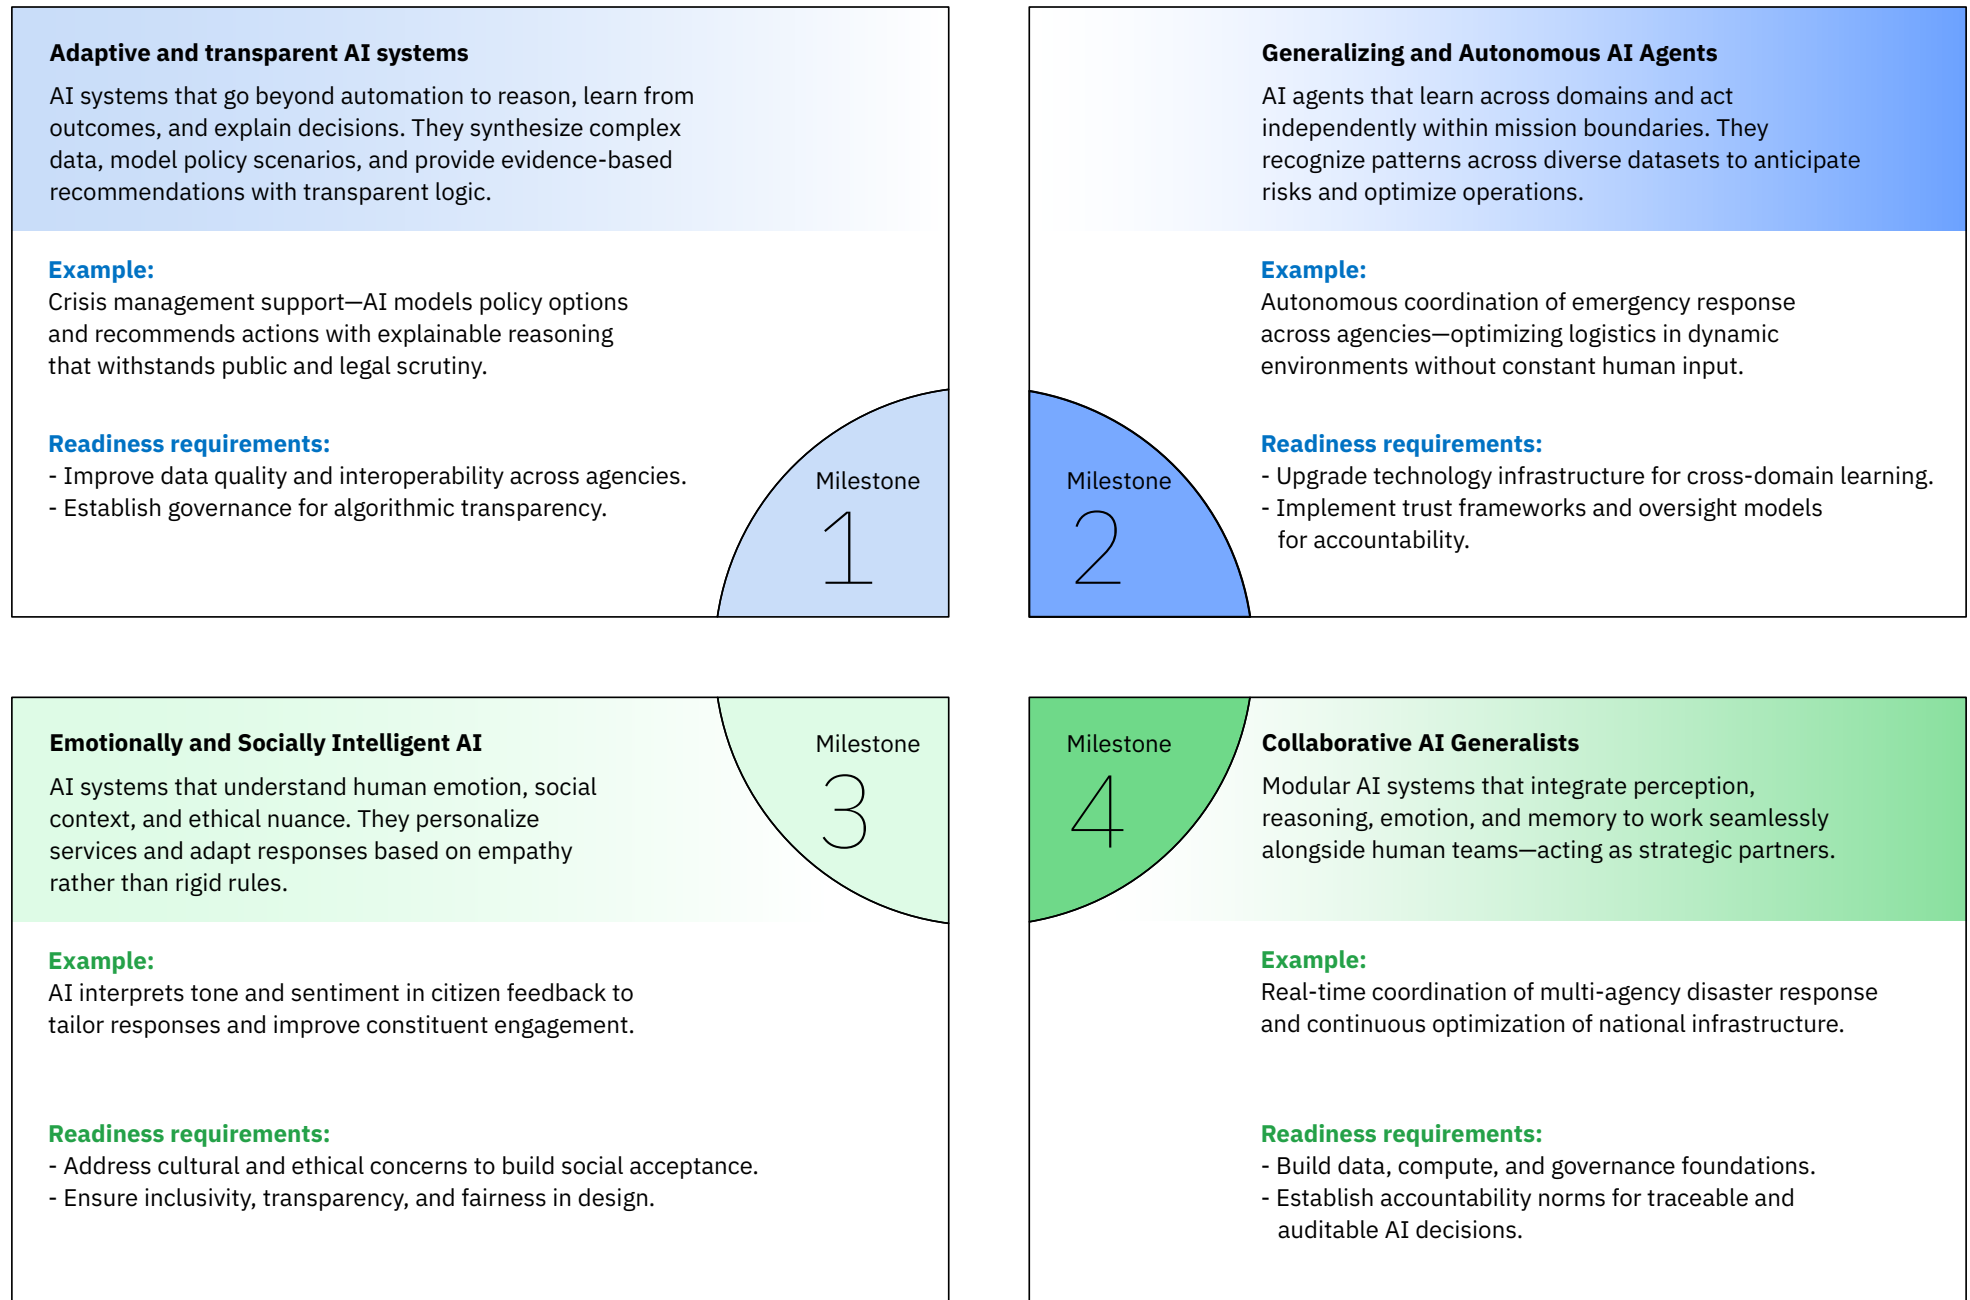 Adaptive and transparent AI systems
AI systems that go beyond automation to reason, learn from
outcomes, and explain decisions. They synthesize complex
data, model policy scenarios, and provide evidence-based
recommendations with transparent logic.
Example:
Crisis management support—AI models policy options
and recommends actions with explainable reasoning
that withstands public and legal scrutiny.
Readiness requirements:
- Improve data quality and interoperability across agencies.
- Establish governance for algorithmic transparency.
Milestone
1
Generalizing and Autonomous AI Agents
AI agents that learn across domains and act
independently within mission boundaries. They
recognize patterns across diverse datasets to anticipate
risks and optimize operations.
Example:
Autonomous coordination of emergency response
across agencies—optimizing logistics in dynamic
environments without constant human input.
Readiness requirements:
- Upgrade technology infrastructure for cross-domain learning.
- Implement trust frameworks and oversight models
for accountability.
Milestone
2
Emotionally and Socially Intelligent AI
AI systems that understand human emotion, social
context, and ethical nuance. They personalize
services and adapt responses based on empathy
rather than rigid rules.
Milestone
3
Example:
AI interprets tone and sentiment in citizen feedback to
tailor responses and improve constituent engagement.
Readiness requirements:
- Address cultural and ethical concerns to build social acceptance.
- Ensure inclusivity, transparency, and fairness in design.
Milestone
4
Collaborative AI Generalists
Modular AI systems that integrate perception,
reasoning, emotion, and memory to work seamlessly
alongside human teams—acting as strategic partners.
Example:
Real-time coordination of multi-agency disaster response
and continuous optimization of national infrastructure.
Readiness requirements:
- Build data, compute, and governance foundations.
- Establish accountability norms for traceable and
auditable AI decisions.